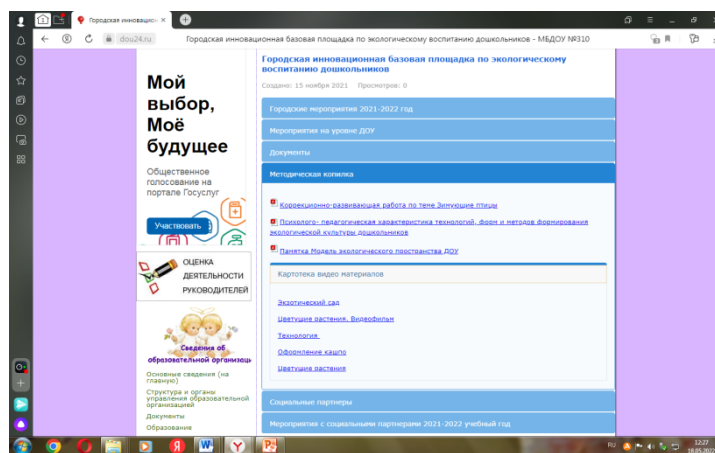 Городская инновацион
dou24.ru
Городская инновационная базовая площадка по экологическому воспитанию дошкольников - МБДОУ №310
Мой
выбор,
Моё
будущее
Общественное
голосование на
портале Госуслуг
Участвовать
ОЦЕНКА
ДЕЯТЕЛЬНОСТИ
РУКОВОДИТЕЛЕЙ
Сведения об
образовательной организаци
Основные сведения (на
главную)
Структура и органы
управления образовательной
организацией
Документы
Образование
Городская инновационная базовая площадка по экологическому
воспитанию дошкольников
Создано: 15 ноября 2021 Просмотров: 0
Городские мероприятия 2021-2022 год
Мероприятия на уровне ДОУ
Документы
Методическая копилка
Коррекционно-развивающая работа по теме Зимующие птицы
Психолого- педагогическая характеристика технологий, форм и методов формирования
экологической культуры дошкольников
Памятка Модель экологического пространства ДОУ
Картотека видео материалов
Экзотический сад
Цветущие растения. Видеофильм
Технология
Оформление кашпо
Цветущие растения
Социальные партнеры
Мероприятия с социальными партнерами 2021-2022 учебный год
RU
12:27
18.05.2022